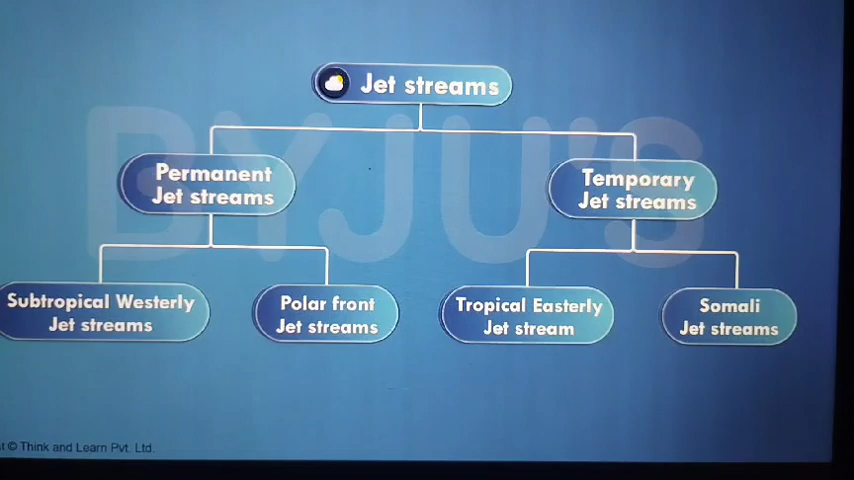 Jet streams
BYJU'S
Permanent
Jet streams
Temporary
Jet streams
Subtropical Westerly
Jet streams
Polar front
Jet streams
Tropical Easterly
Jet stream
Somali
Jet streams
© Think and Learn Pvt. Ltd.